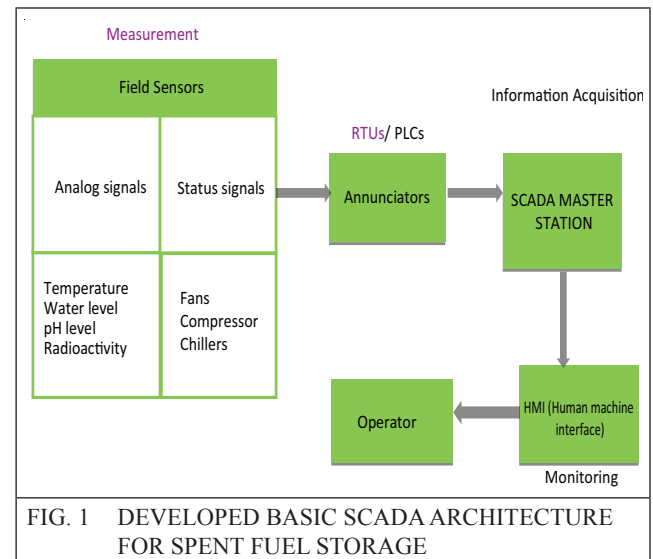 Measurement
Field Sensors
Analog signals
Status signals
Temperature
Water level
pH level
Radioactivity
Fans
Compressor
Chillers
RTUs/ PLCs
Annunciators
Information Acquisition
SCADA MASTER
STATION
HMI (Human machine
interface)
Monitoring
Operator
FIG. 1 DEVELOPED BASIC SCADA ARCHITECTURE
FOR SPENT FUEL STORAGE